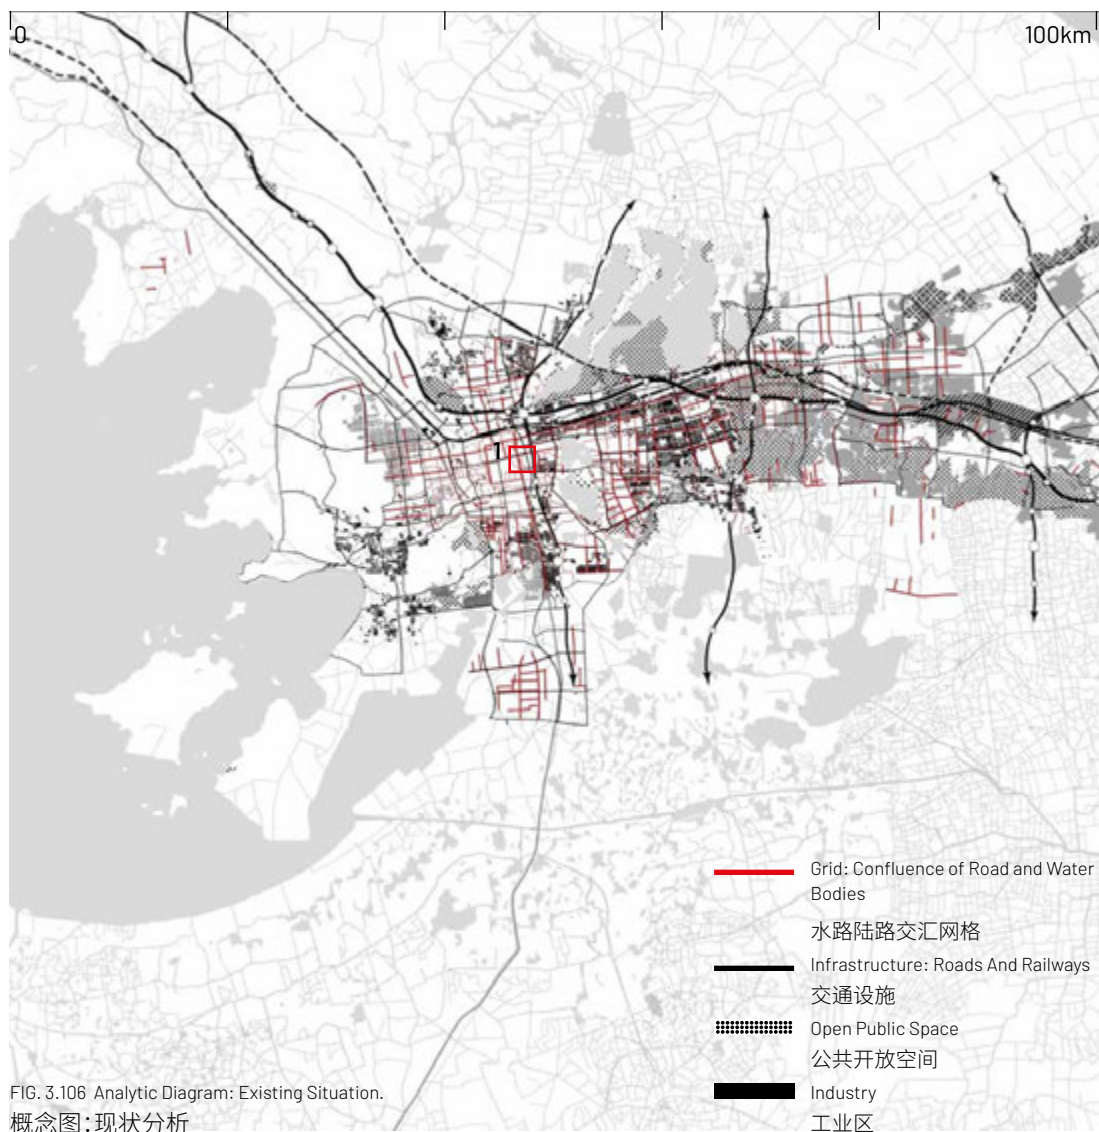 0
100km
1
Grid: Confluence of Road and Water
Bodies
水路陆路交汇网格
Infrastructure: Roads And Railways
交通设施
Open Public Space
公共开放空间
Industry
工业区
FIG. 3.106 Analytic Diagram: Existing Situation.
概念图:现状分析